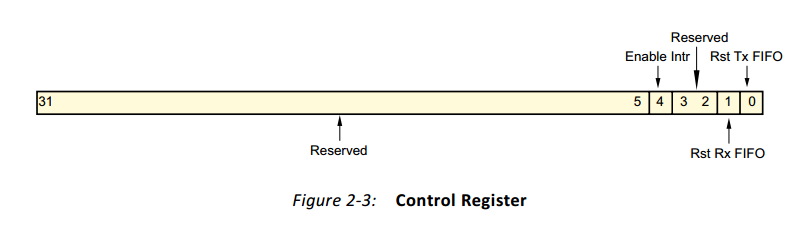 Reserved
Enable Intr
Rst Tx FIFO
31
5
4
3
2
1
0
Reserved
Rst Rx FIFO
Figure 2-3: Control Register